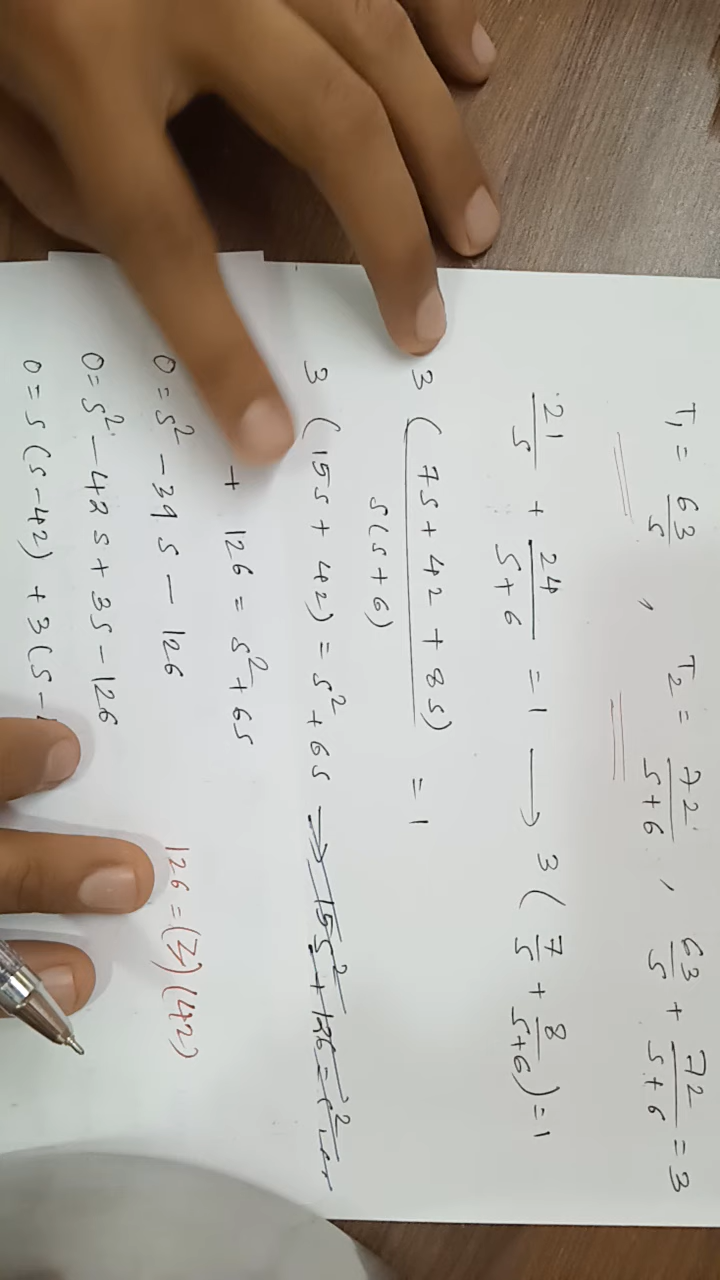 T₁ = 63/s , T₂ = 72/(s+6) , 63/s + 72/(s+6) = 3
21/s + 24/(s+6) = 1 → 3 ( 7/s + 8/(s+6) ) = 1
3 ( 7s + 42 + 8s ) / s(s+6) = 1
3 ( 15s + 42 ) = s² + 6s →
+ 126 = s² + 6s
0 = s² - 39 s - 126
126 = (3)(42)
0 = s² - 42 s + 3s - 126
0 = s (s - 42) + 3 (s -